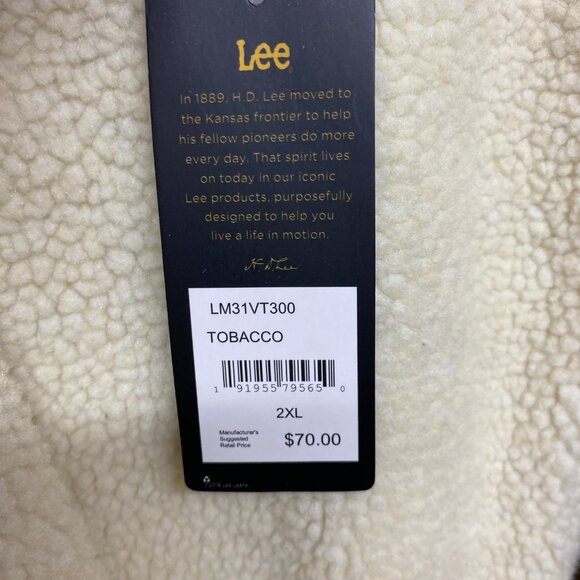 Lee
In 1889, H.D. Lee moved to
the Kansas frontier to help
his fellow pioneers do more
every day. That spirit lives
on today in our iconic
Lee products, purposefully
designed to help you
live a life in motion.
H D Lee
LM31VT300
TOBACCO
1 91955 79565 0
2XL
Manufacturer's
Suggested
Retail Price
$70.00